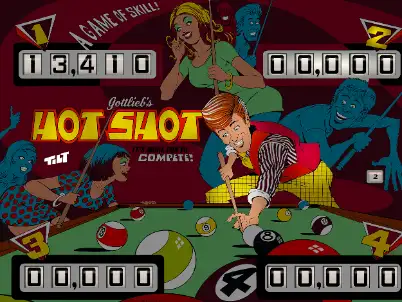 1
A GAME OF SKILL!
2
13,410
00,000
Gottlieb's
HOT SHOT
COMPETE!
TILT
2
3
4
00,000
4
00,000